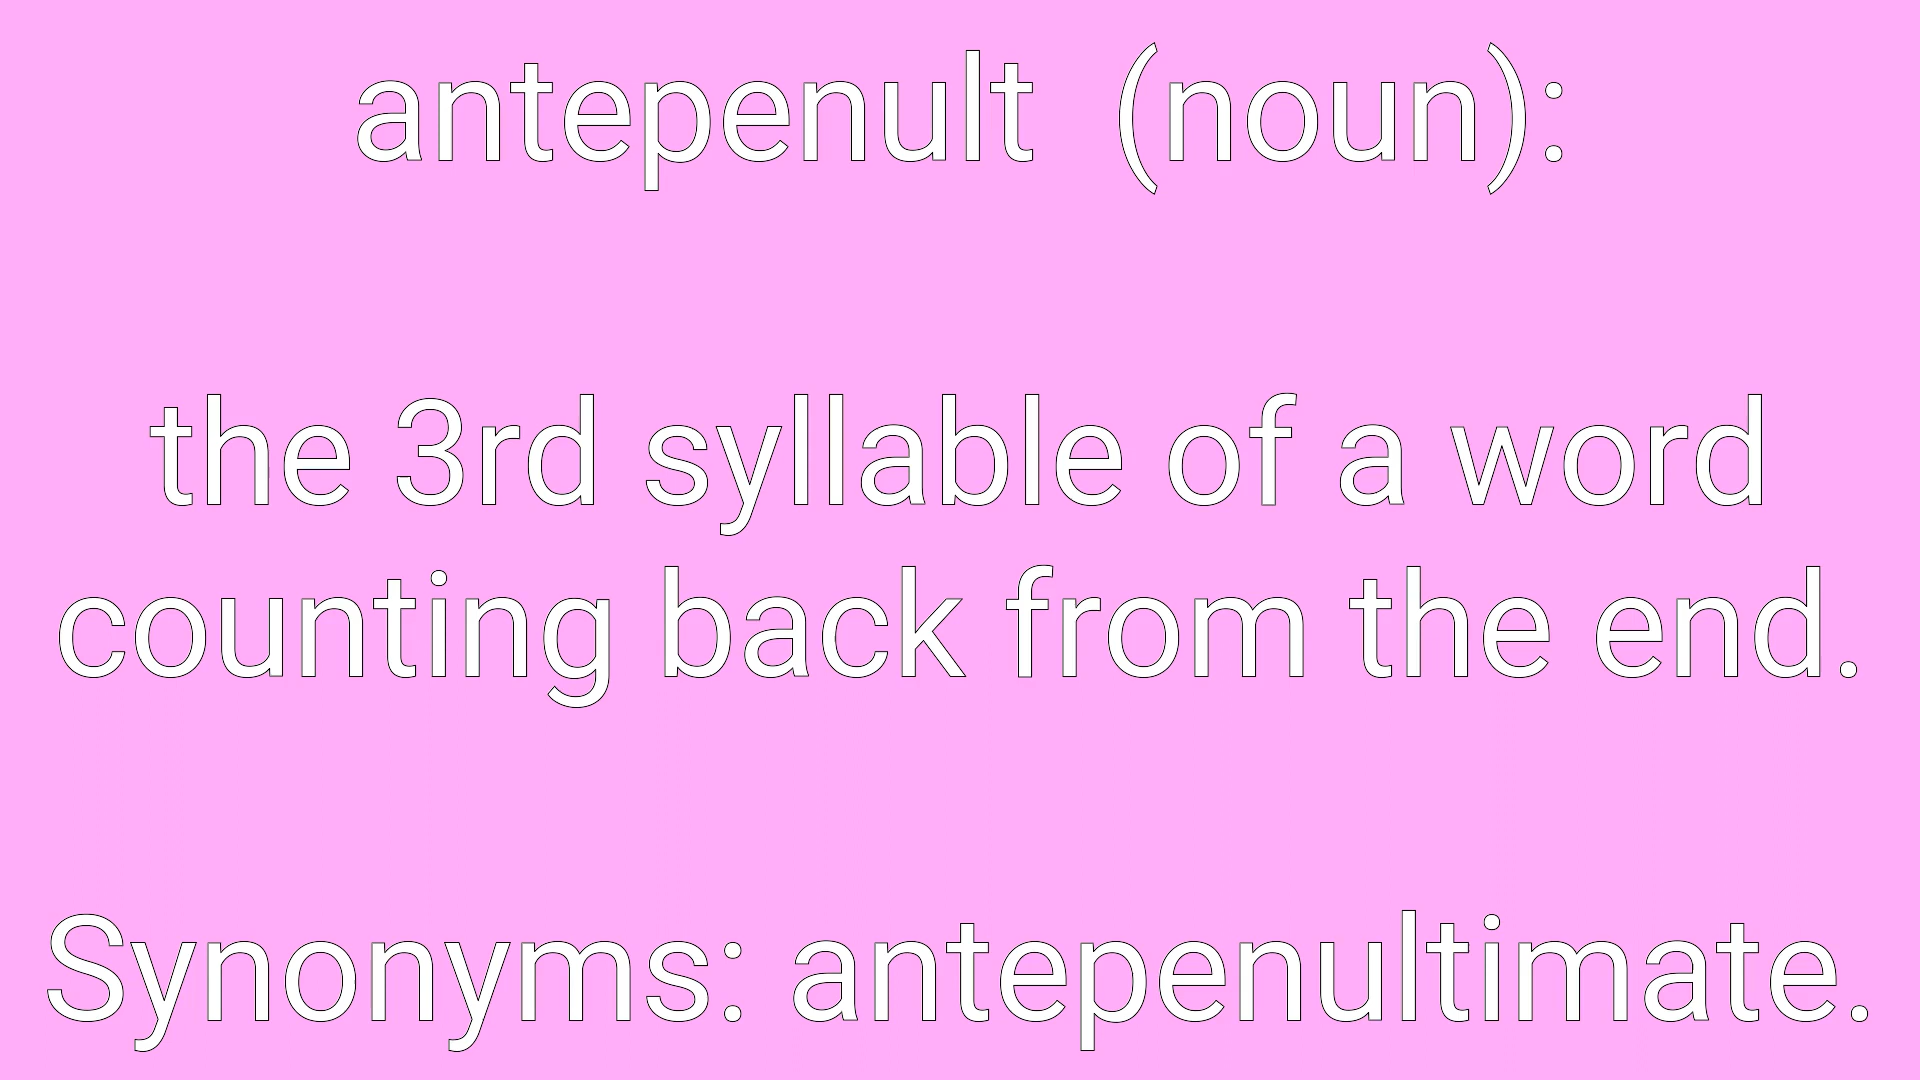 antepenult (noun):
the 3rd syllable of a word
counting back from the end.
Synonyms: antepenultimate.